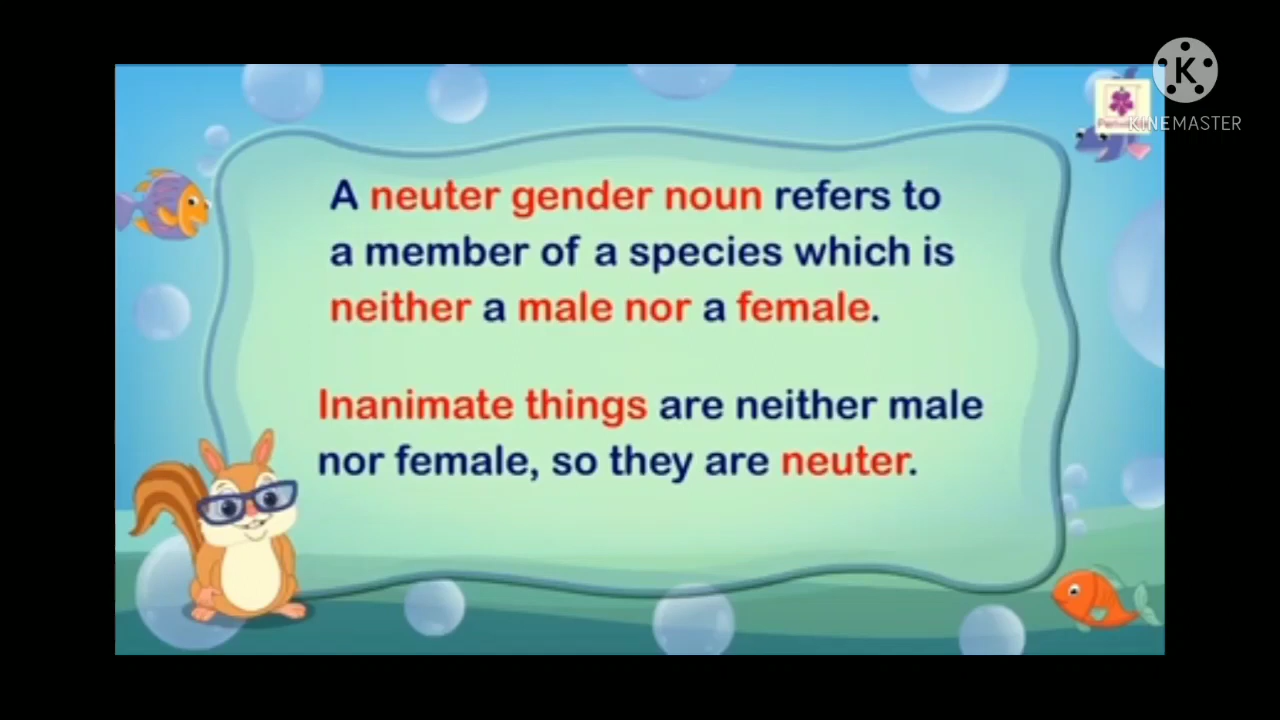 KINEMASTER
A neuter gender noun refers to
a member of a species which is
neither a male nor a female.
Inanimate things are neither male
nor female, so they are neuter.